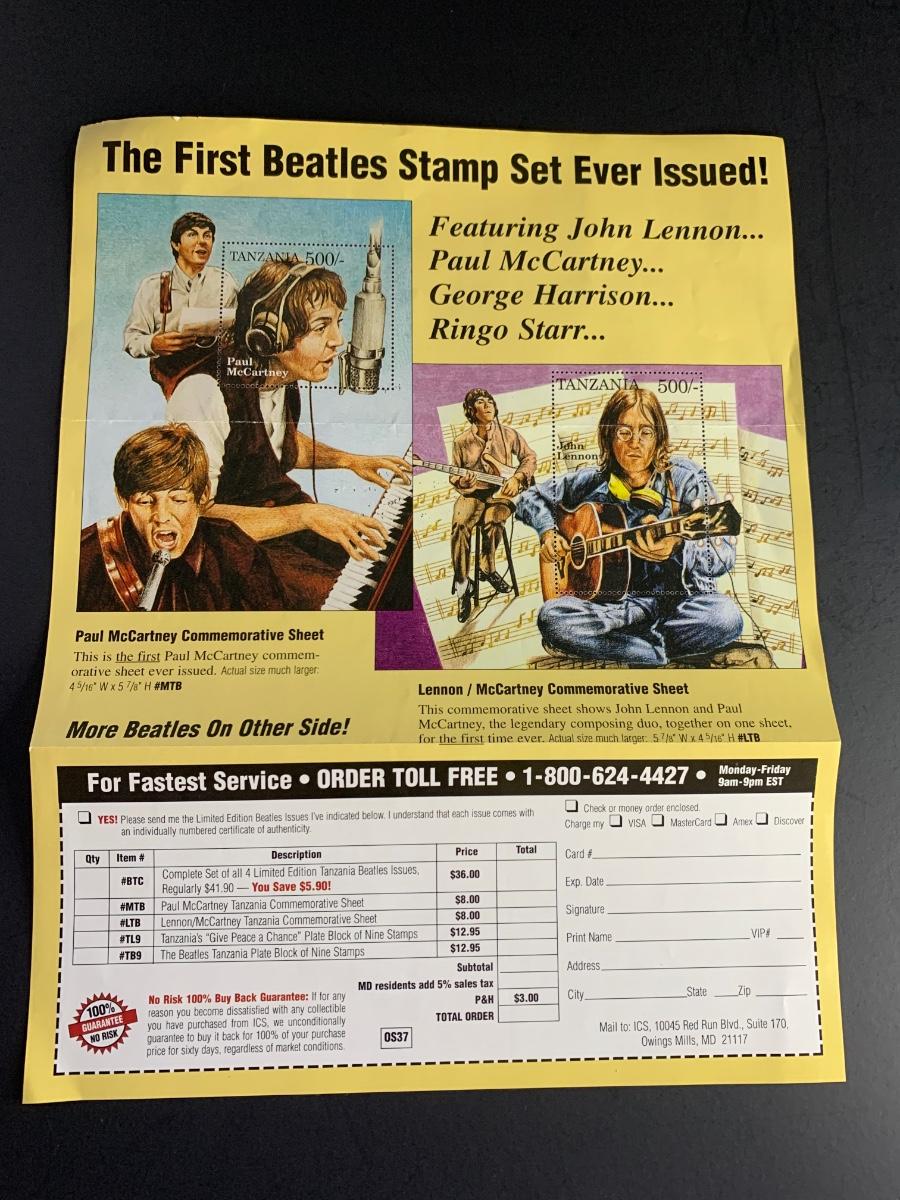 The First Beatles Stamp Set Ever Issued!
Featuring John Lennon...
Paul McCartney...
George Harrison...
Ringo Starr...
TANZANIA 500/-
Paul
McCartney
TANZANIA 500/-
John
Lennon
Paul McCartney Commemorative Sheet
This is the first Paul McCartney commem-
orative sheet ever issued. Actual size much larger:
4 5/16" W x 5 7/8" H #MTB
More Beatles On Other Side!
Lennon / McCartney Commemorative Sheet
This commemorative sheet shows John Lennon and Paul
McCartney, the legendary composing duo, together on one sheet,
for the first time ever. Actual size much larger: 5 7/8" W x 4 5/16" H #LTB
For Fastest Service • ORDER TOLL FREE • 1-800-624-4427 • Monday-Friday
9am-9pm EST
YES! Please send me the Limited Edition Beatles Issues I've indicated below. I understand that each issue comes with
an individually numbered certificate of authenticity.
Qty Item # Description Price Total
#BTC Complete Set of all 4 Limited Edition Tanzania Beatles Issues, $36.00
Regularly $41.90 — You Save $5.90!
#MTB Paul McCartney Tanzania Commemorative Sheet $8.00
#LTB Lennon/McCartney Tanzania Commemorative Sheet $8.00
#TL9 Tanzania's "Give Peace a Chance" Plate Block of Nine Stamps $12.95
#TB9 The Beatles Tanzania Plate Block of Nine Stamps $12.95
Subtotal
MD residents add 5% sales tax
P&H $3.00
TOTAL ORDER
100%
GUARANTEE
NO RISK
No Risk 100% Buy Back Guarantee: If for any
reason you become dissatisfied with any collectible
you have purchased from ICS, we unconditionally
guarantee to buy it back for 100% of your purchase
price for sixty days, regardless of market conditions.
0S37
Check or money order enclosed.
Charge my VISA MasterCard Amex Discover
Card #
Exp. Date
Signature
Print Name VIP#
Address
City State Zip
Mail to: ICS, 10045 Red Run Blvd., Suite 170,
Owings Mills, MD 21117